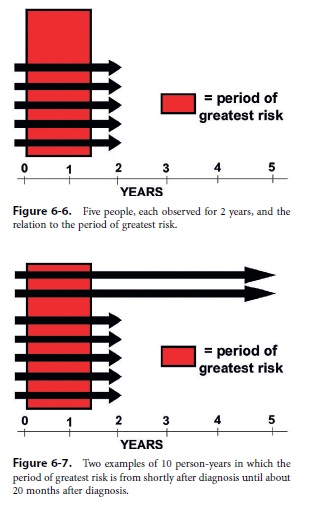 = period of
greatest risk
0 1 2 3 4 5
YEARS
Figure 6-6. Five people, each observed for 2 years, and the
relation to the period of greatest risk.
= period of
greatest risk
0 1 2 3 4 5
YEARS
Figure 6-7. Two examples of 10 person-years in which the
period of greatest risk is from shortly after diagnosis until about
20 months after diagnosis.